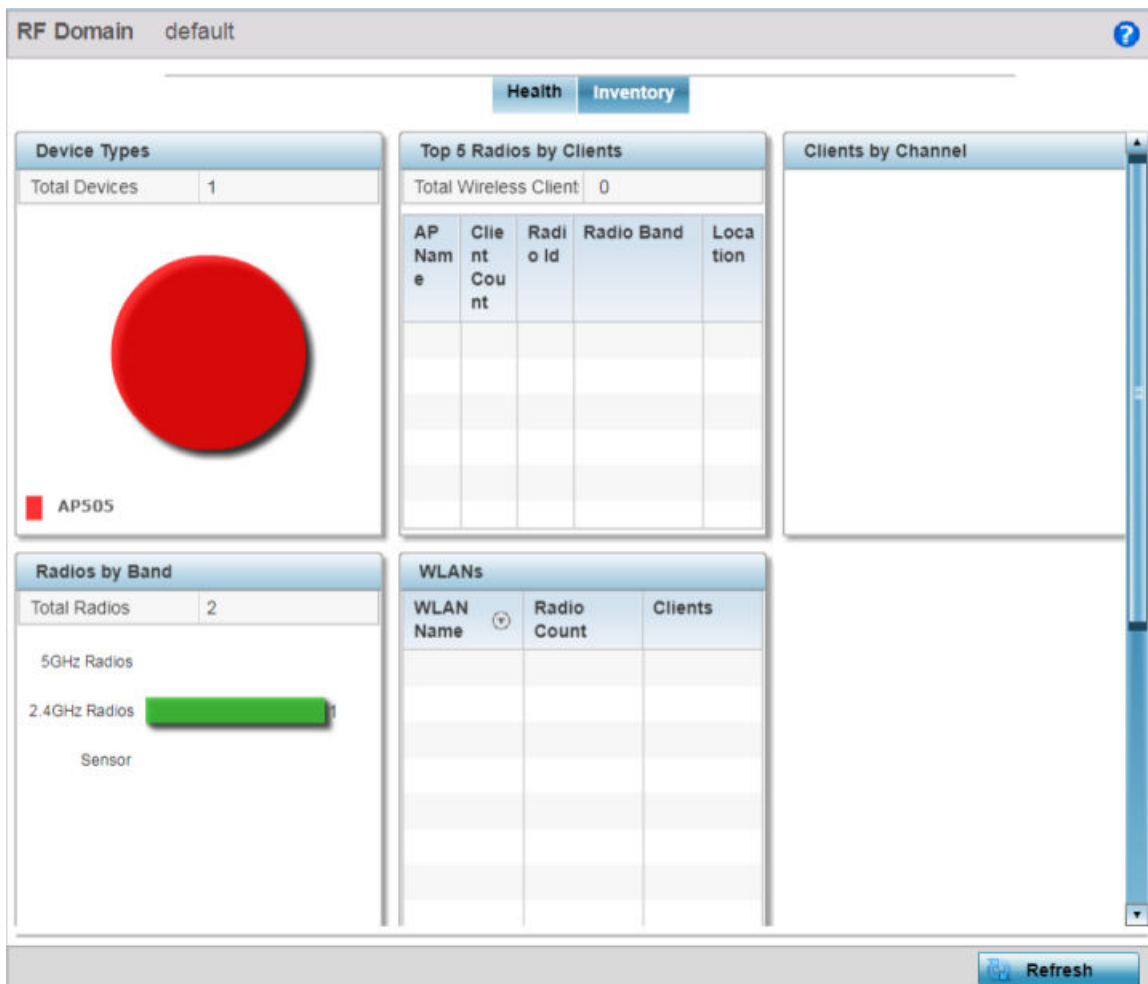 RF Domain default
?
Health Inventory
Device Types
Total Devices 1
AP505
Top 5 Radios by Clients
Total Wireless Client 0
AP Clie Radi Radio Band Loca
Nam nt o Id tion
e Cou
nt
Clients by Channel
Radios by Band
Total Radios 2
5GHz Radios
2.4GHz Radios 1
Sensor
WLANs
WLAN Radio Clients
Name Count
Refresh